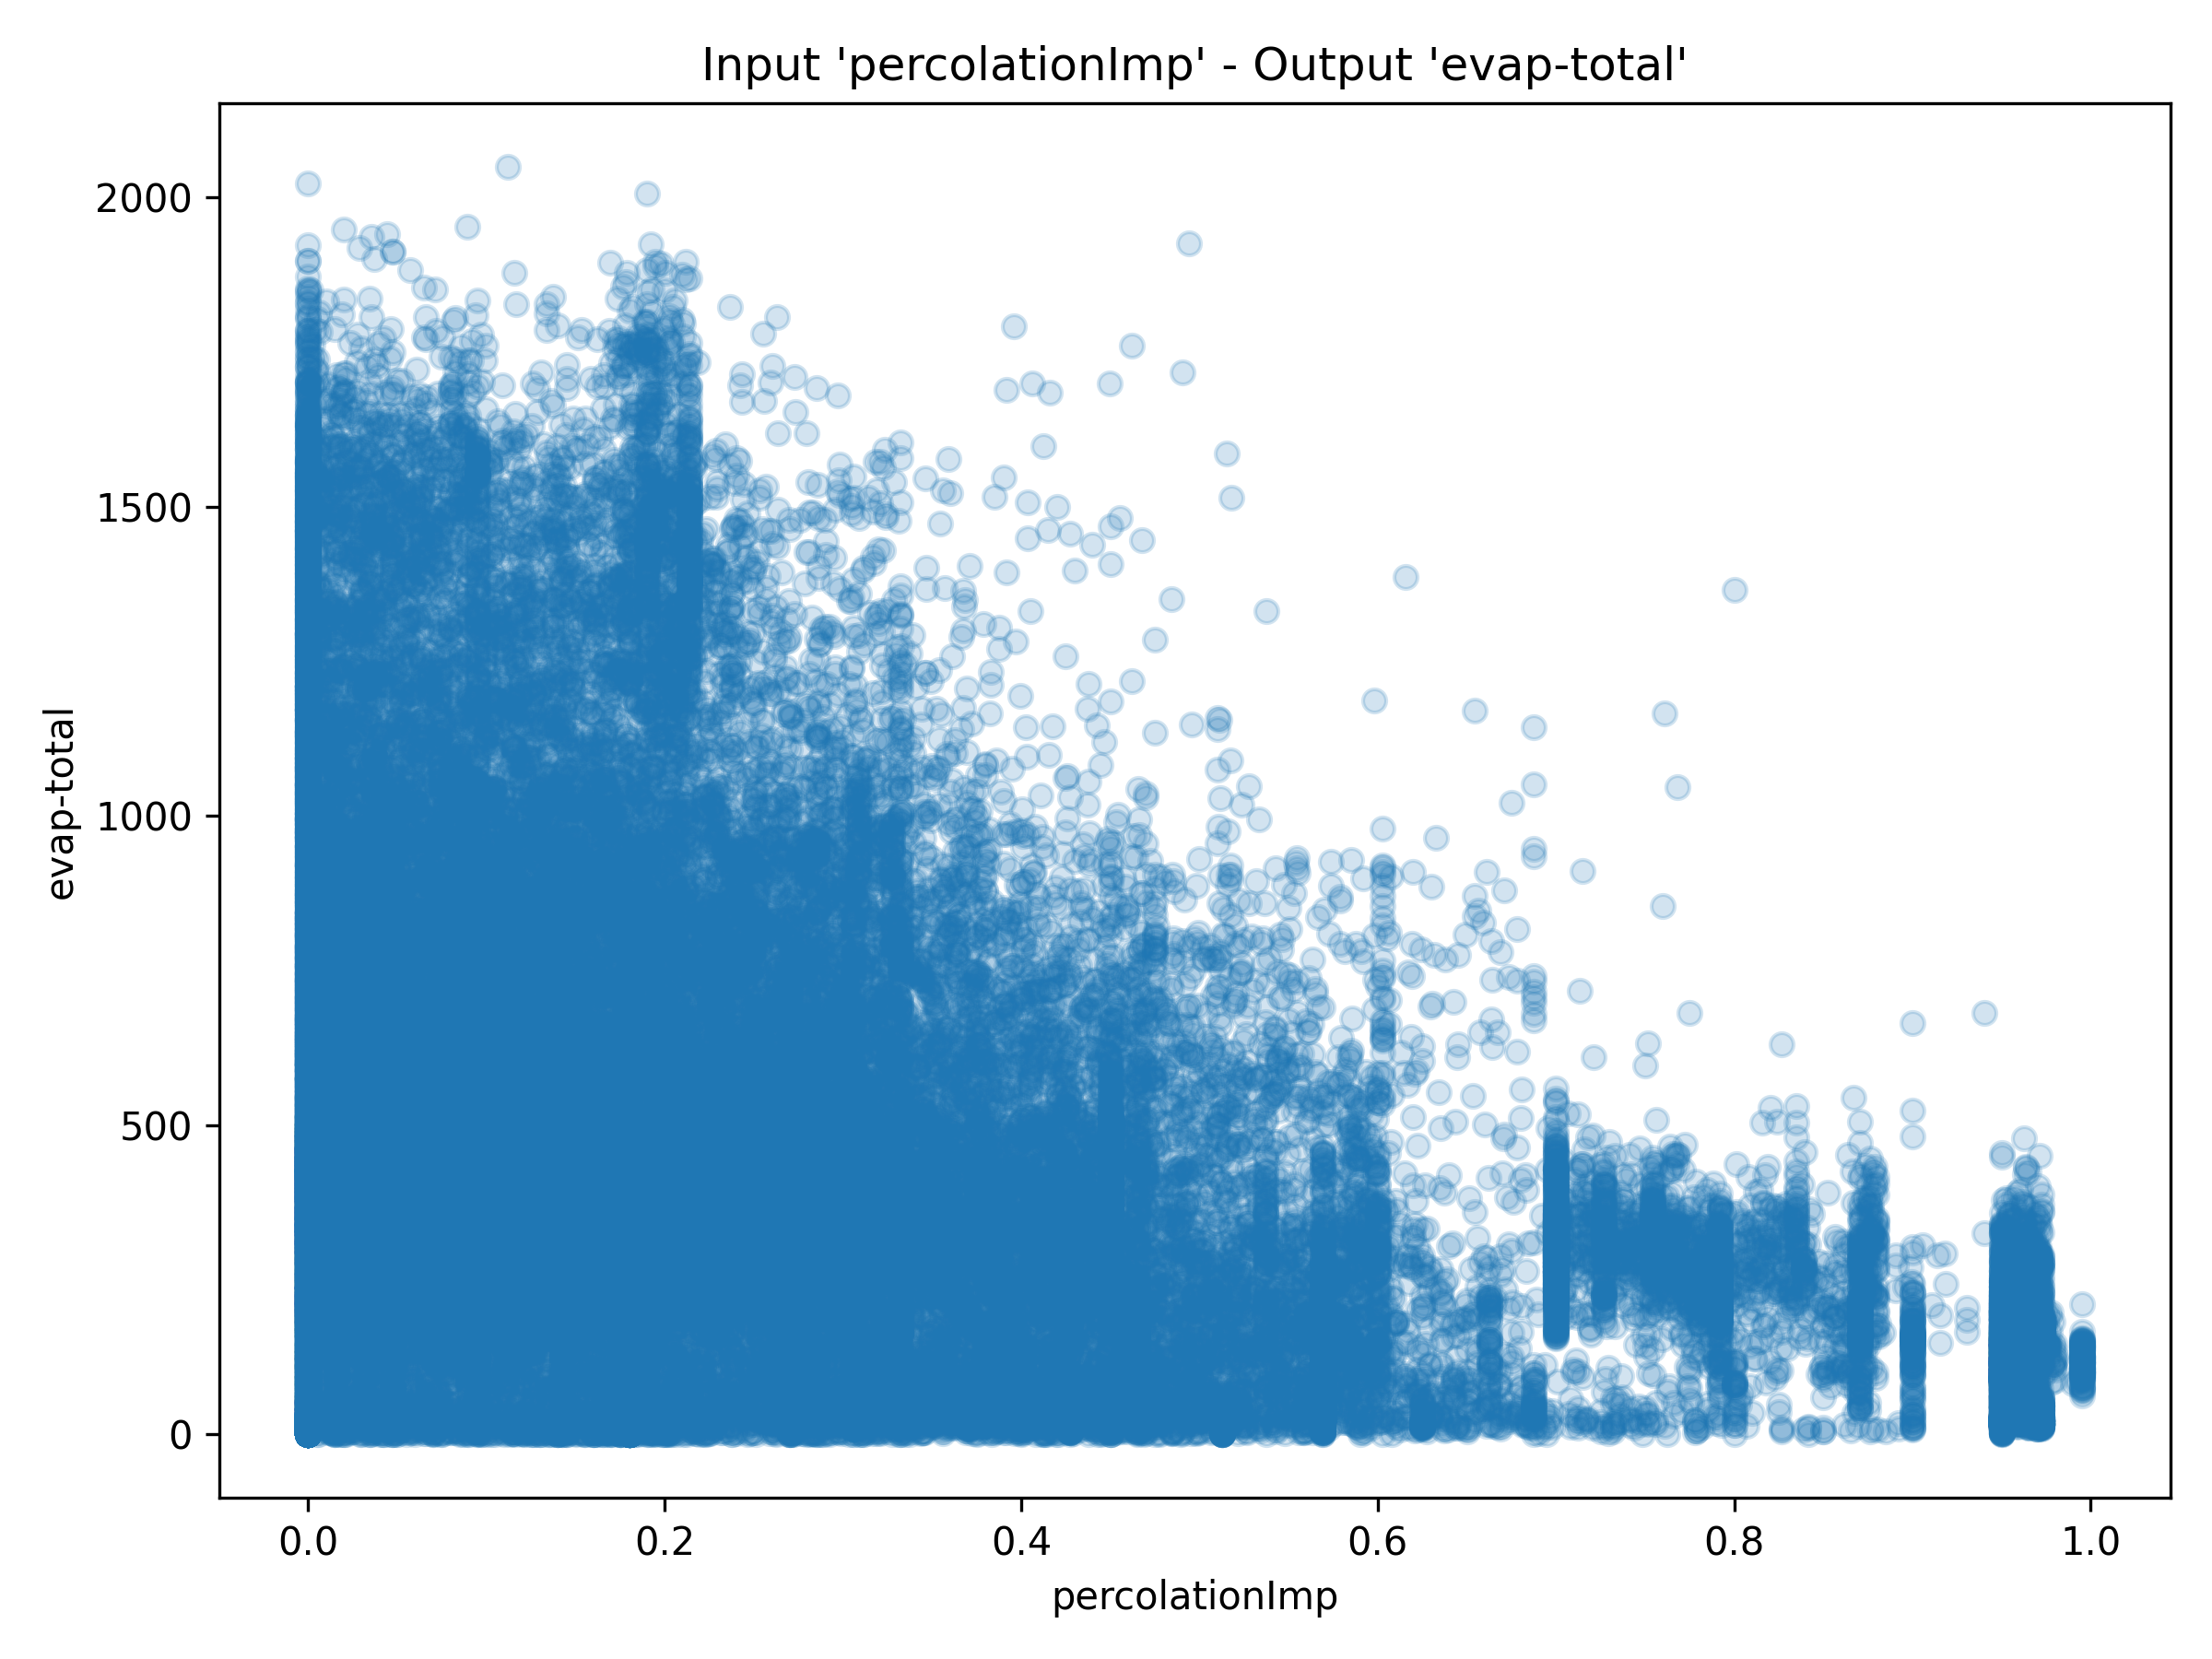 Input 'percolationImp' - Output 'evap-total'
2000
1500
1000
500
0
evap-total
0.0 0.2 0.4 0.6 0.8 1.0
percolationImp